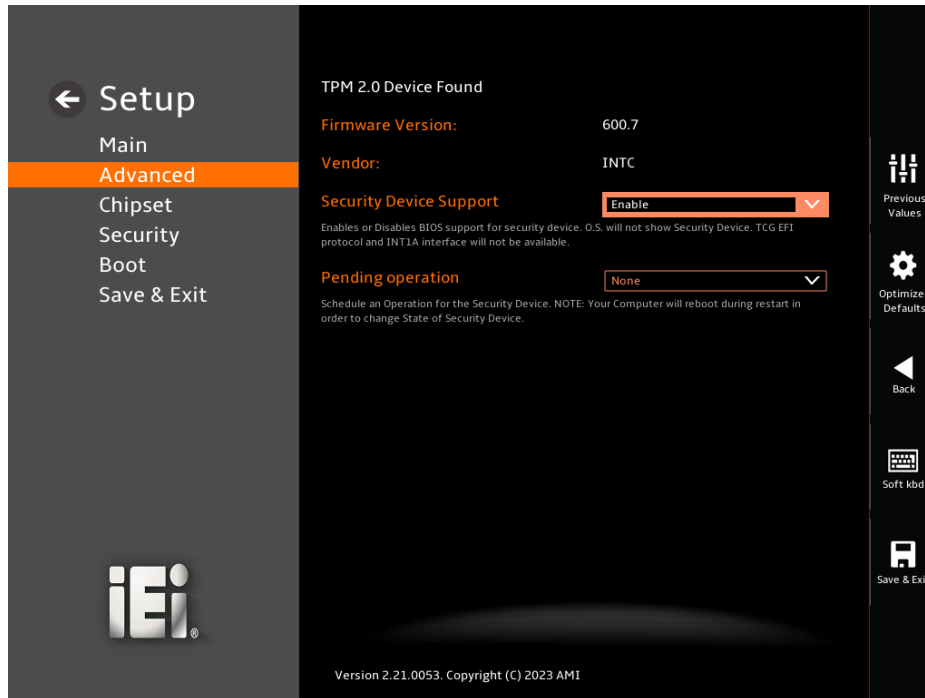 Setup
Main
Advanced
Chipset
Security
Boot
Save & Exit
TPM 2.0 Device Found
Firmware Version: 600.7
Vendor: INTC
Security Device Support Enable
Enables or Disables BIOS support for security device. O.S. will not show Security Device. TCG EFI
protocol and INT1A interface will not be available.
Pending operation None
Schedule an Operation for the Security Device. NOTE: Your Computer will reboot during restart in
order to change State of Security Device.
Previous
Values
Optimize
Defaults
Back
Soft kbd
Save & Exi
iEi®
Version 2.21.0053. Copyright (C) 2023 AMI